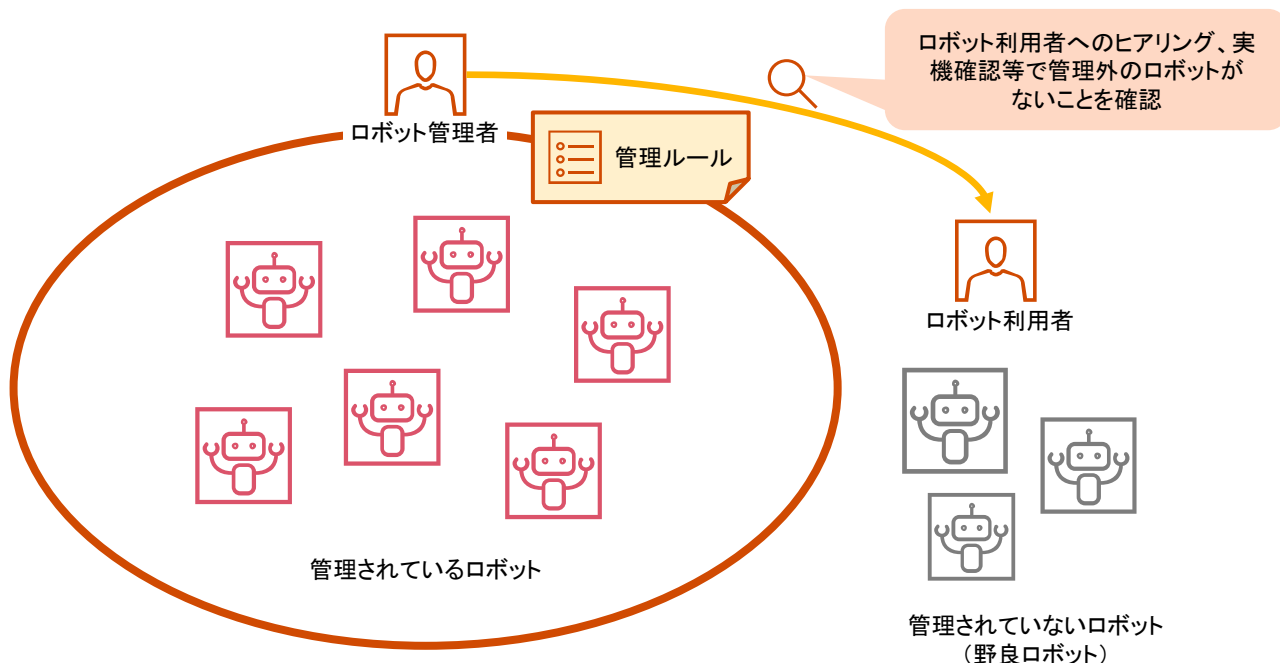 ロボット利用者へのヒアリング、実
機確認等で管理外のロボットが
ないことを確認
ロボット管理者
管理ルール
ロボット利用者
管理されているロボット
管理されていないロボット
（野良ロボット）